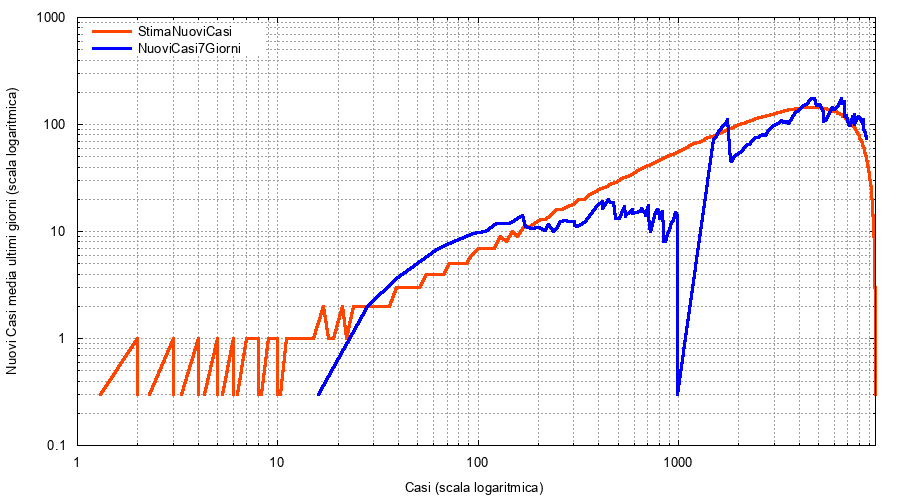 1000
StimaNuoviCasi
NuoviCasi7Giorni
100
10
1
0.1
Nuovi Casi media ultimi giorni (scala logaritmica)
1 10 100 1000
Casi (scala logaritmica)